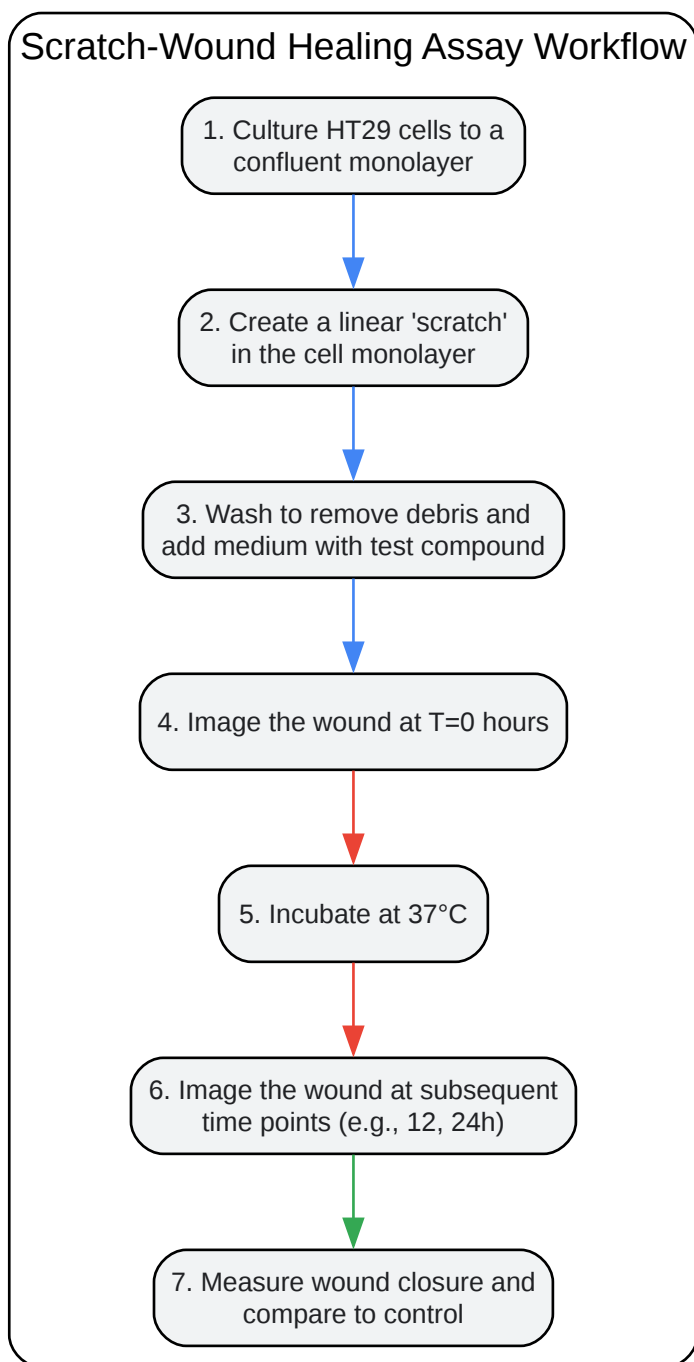 Scratch-Wound Healing Assay Workflow
1. Culture HT29 cells to a
confluent monolayer
2. Create a linear 'scratch'
in the cell monolayer
3. Wash to remove debris and
add medium with test compound
4. Image the wound at T=0 hours
5. Incubate at 37°C
6. Image the wound at subsequent
time points (e.g., 12, 24h)
7. Measure wound closure and
compare to control